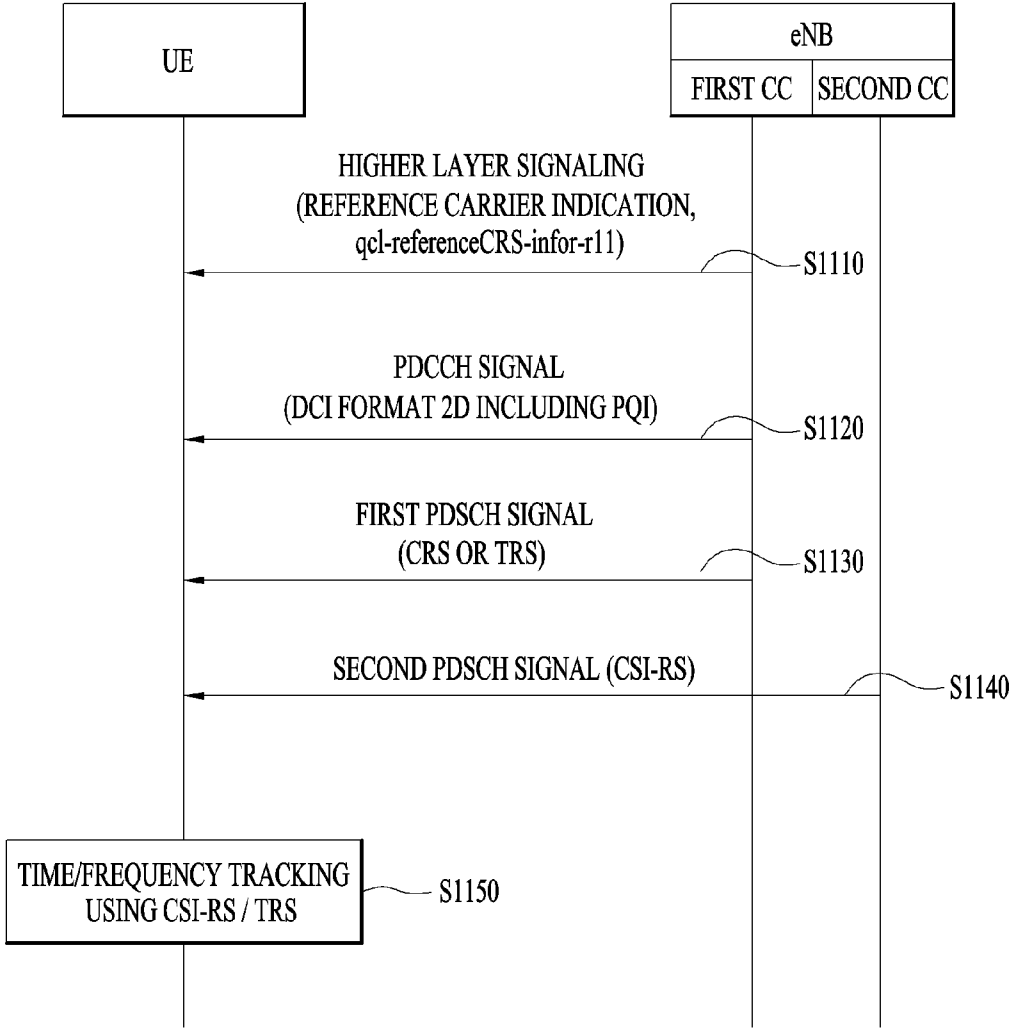 UE
eNB
FIRST CC
SECOND CC
HIGHER LAYER SIGNALING
(REFERENCE CARRIER INDICATION,
qcl-referenceCRS-infor-r11)
S1110
PDCCH SIGNAL
(DCI FORMAT 2D INCLUDING PQI)
S1120
FIRST PDSCH SIGNAL
(CRS OR TRS)
S1130
SECOND PDSCH SIGNAL (CSI-RS)
S1140
TIME/FREQUENCY TRACKING
USING CSI-RS / TRS
S1150